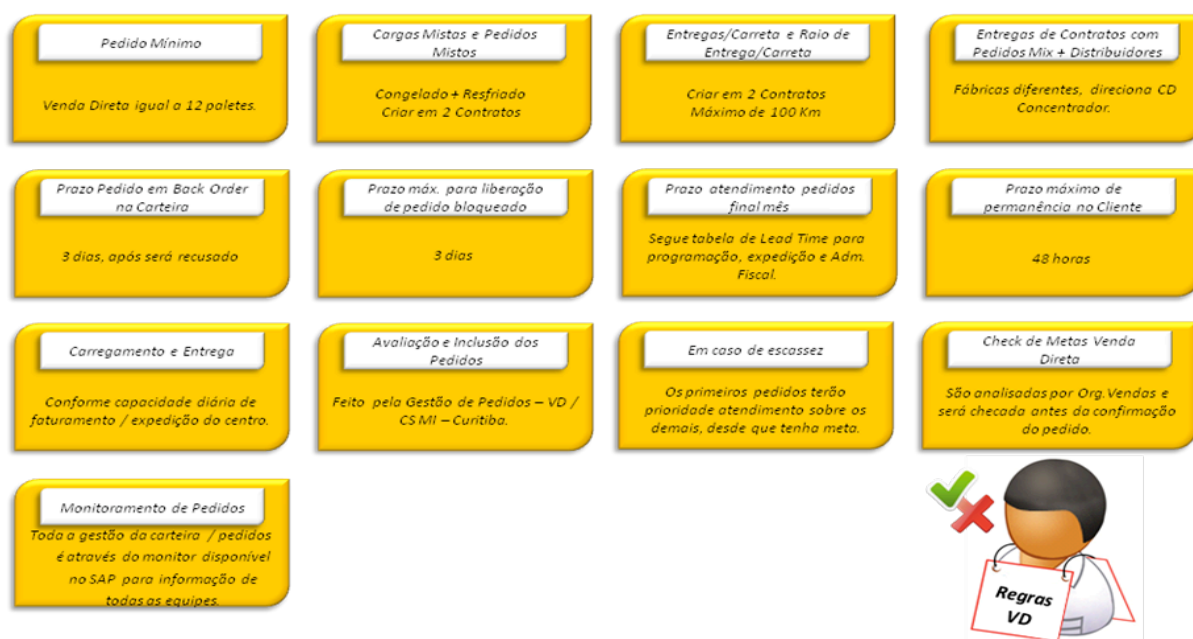 Pedido Mínimo
Venda Direta igual a 12 paletes.
Cargas Mistas e Pedidos
Mistos
Congelado + Resfriado
Criar em 2 Contratos
Entregas/Carreta e Raio de
Entrega/Carreta
Criar em 2 Contratos
Máximo de 100 Km
Entregas de Contratos com
Pedidos Mix + Distribuidores
Fábricas diferentes, direciona CD
Concentrador.
Prazo Pedido em Back Order
na Carteira
3 dias, após será recusado
Prazo máx. para liberação
de pedido bloqueado
3 dias
Prazo atendimento pedidos
final mês
Segue tabela de Lead Time para
programação, expedição e Adm.
Fiscal.
Prazo máximo de
permanência no Cliente
48 horas
Carregamento e Entrega
Conforme capacidade diária de
faturamento / expedição do centro.
Avaliação e Inclusão dos
Pedidos
Feito pela Gestão de Pedidos – VD /
CS MI – Curitiba.
Em caso de escassez
Os primeiros pedidos terão
prioridade atendimento sobre os
demais, desde que tenha meta.
Check de Metas Venda
Direta
São analisadas por Org. Vendas e
será checada antes da confirmação
do pedido.
Monitoramento de Pedidos
Toda a gestão da carteira / pedidos
é através do monitor disponível
no SAP para informação de
todas as equipes.
Regras
VD